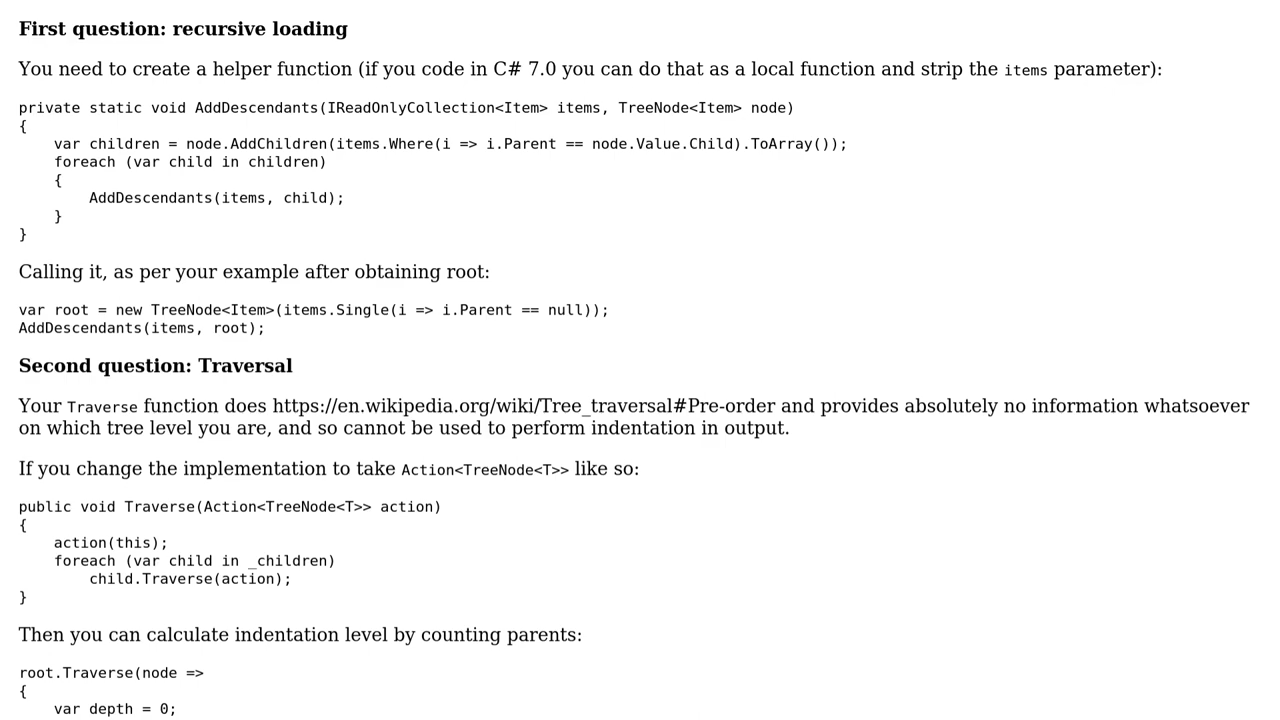 First question: recursive loading
You need to create a helper function (if you code in C# 7.0 you can do that as a local function and strip the items parameter):
private static void AddDescendants(IReadOnlyCollection<Item> items, TreeNode<Item> node)
{
    var children = node.AddChildren(items.Where(i => i.Parent == node.Value.Child).ToArray());
    foreach (var child in children)
    {
        AddDescendants(items, child);
    }
}
Calling it, as per your example after obtaining root:
var root = new TreeNode<Item>(items.Single(i => i.Parent == null));
AddDescendants(items, root);
Second question: Traversal
Your Traverse function does https://en.wikipedia.org/wiki/Tree_traversal#Pre-order and provides absolutely no information whatsoever
on which tree level you are, and so cannot be used to perform indentation in output.
If you change the implementation to take Action<TreeNode<T>> like so:
public void Traverse(Action<TreeNode<T>> action)
{
    action(this);
    foreach (var child in _children)
        child.Traverse(action);
}
Then you can calculate indentation level by counting parents:
root.Traverse(node =>
{
    var depth = 0;